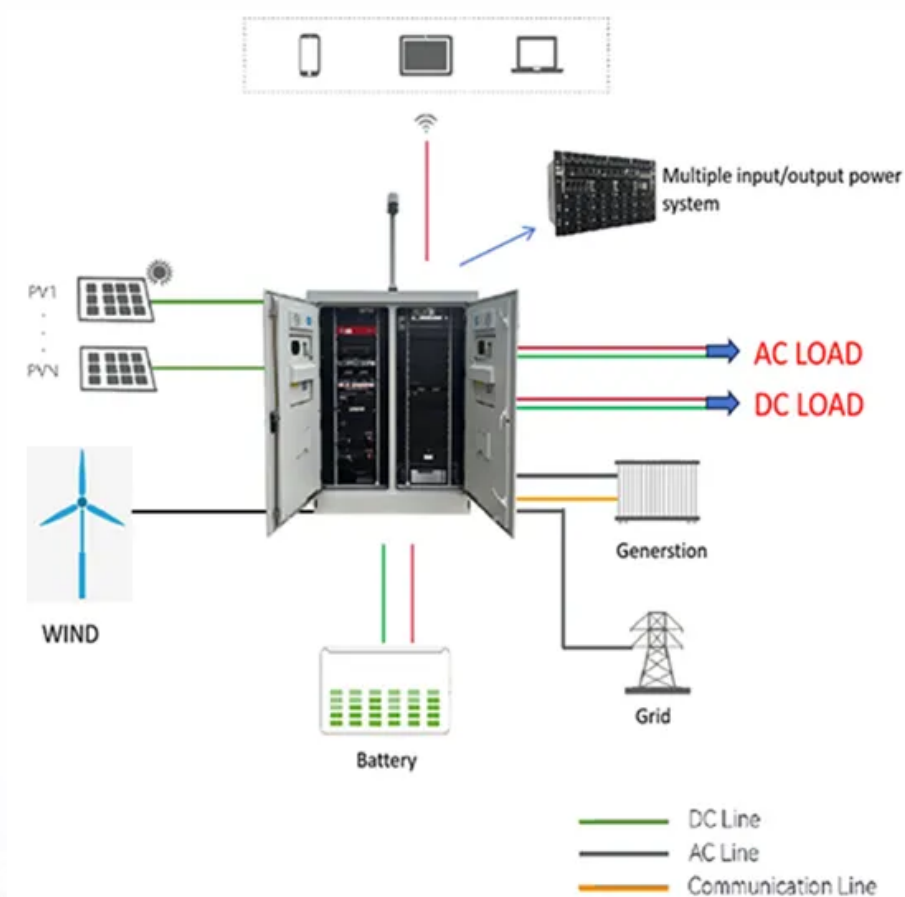 Multiple input/output power
system
PV1
PVN
AC LOAD
DC LOAD
WIND
Generstion
Grid
Battery
DC Line
AC Line
Communication Line